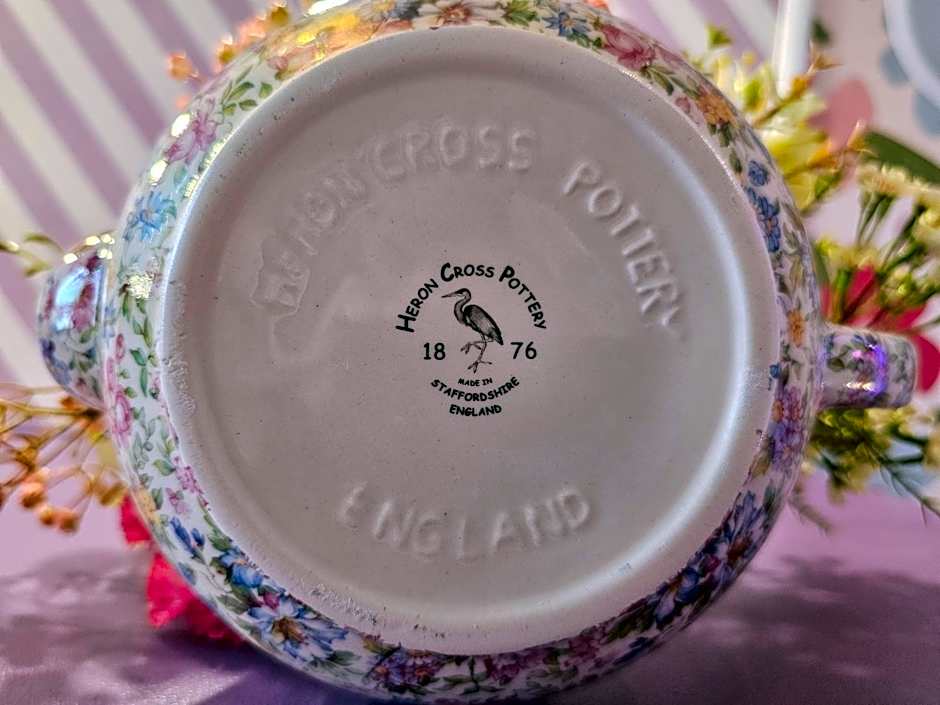 HERON CROSS POTTERY
HERON CROSS POTTERY
18 76
MADE IN
STAFFORDSHIRE
ENGLAND
ENGLAND